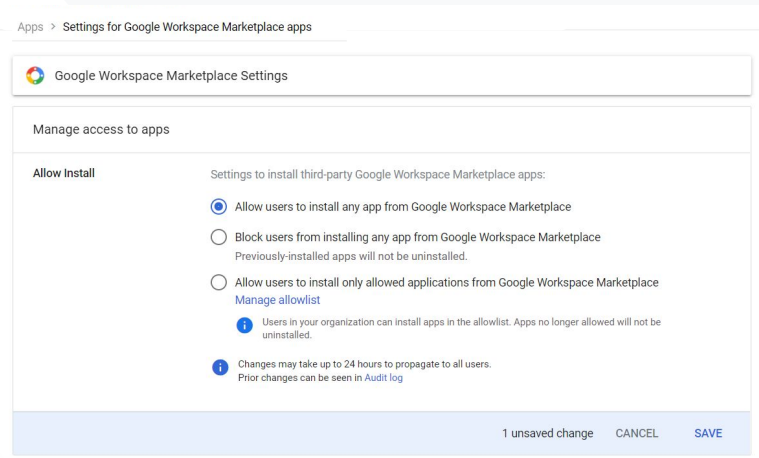 Apps > Settings for Google Workspace Marketplace apps
Google Workspace Marketplace Settings
Manage access to apps
Allow Install
Settings to install third-party Google Workspace Marketplace apps:
Allow users to install any app from Google Workspace Marketplace
Block users from installing any app from Google Workspace Marketplace
Previously-installed apps will not be uninstalled.
Allow users to install only allowed applications from Google Workspace Marketplace
Manage allowlist
Users in your organization can install apps in the allowlist. Apps no longer allowed will not be
uninstalled.
Changes may take up to 24 hours to propagate to all users.
Prior changes can be seen in Audit log
1 unsaved change CANCEL SAVE